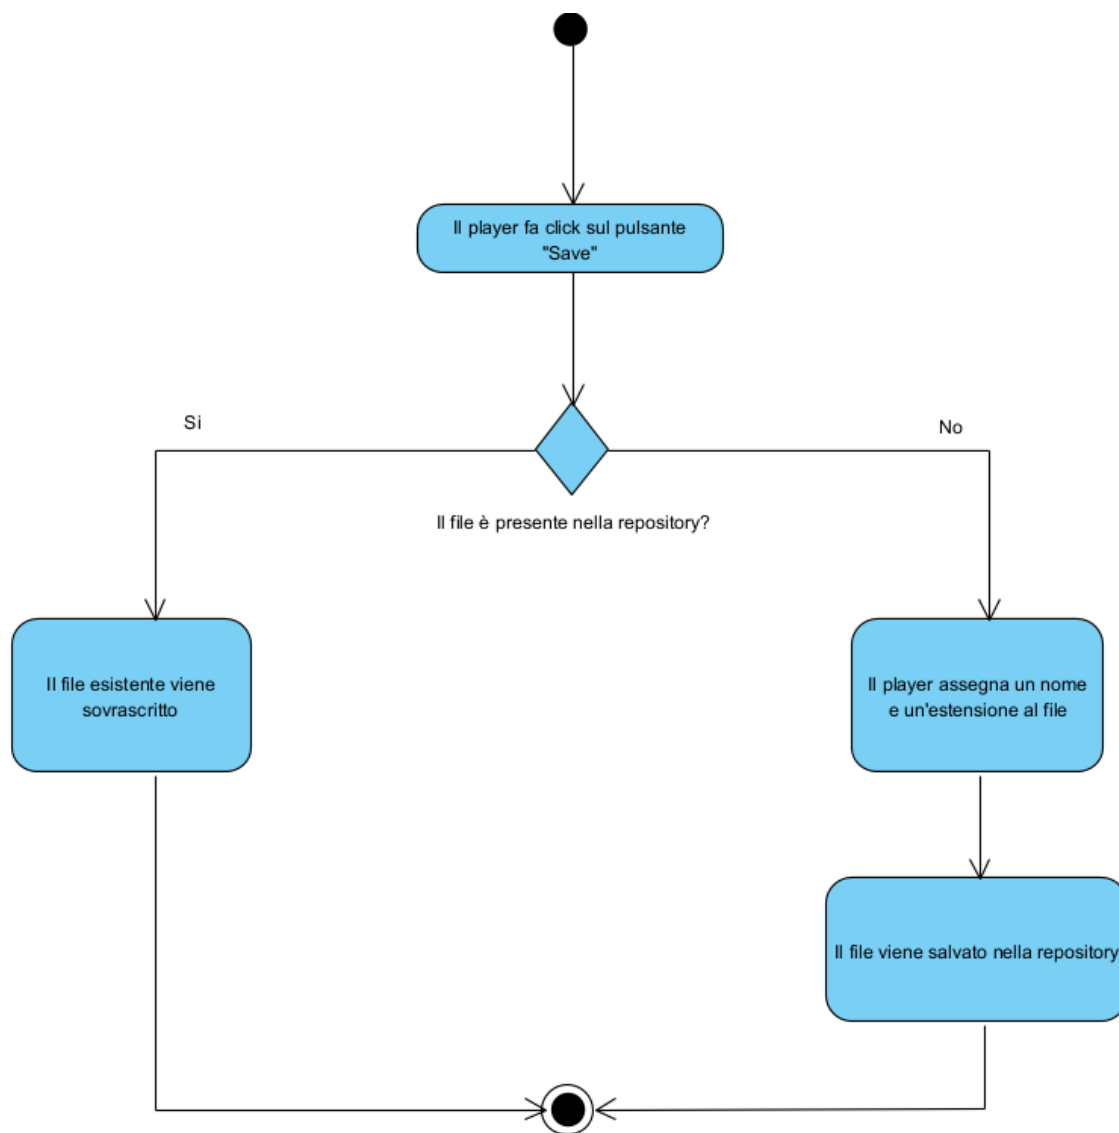 Il player fa click sul pulsante
"Save"
Si
No
Il file è presente nella repository?
Il file esistente viene
sovrascritto
Il player assegna un nome
e un'estensione al file
Il file viene salvato nella repository